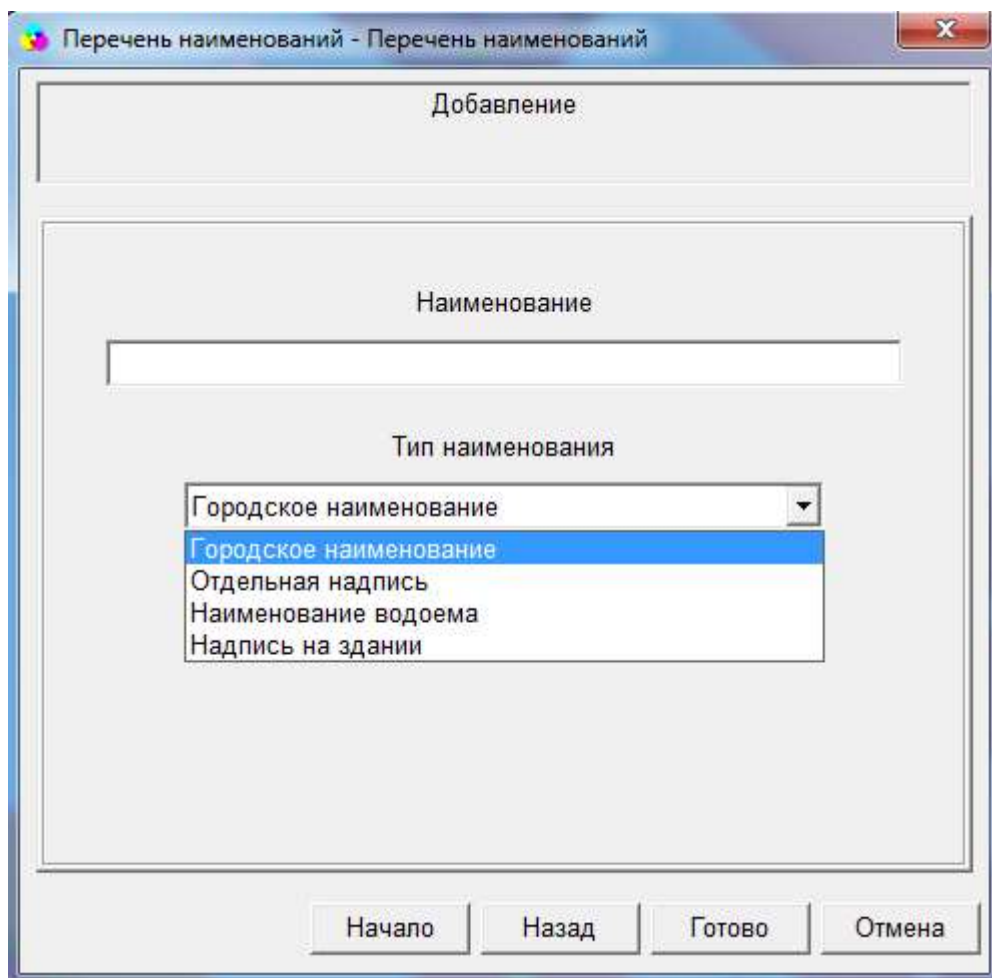 Перечень наименований - Перечень наименований
Добавление
Наименование
Тип наименования
Городское наименование
Городское наименование
Отдельная надпись
Наименование водоема
Надпись на здании
Начало Назад Готово Отмена